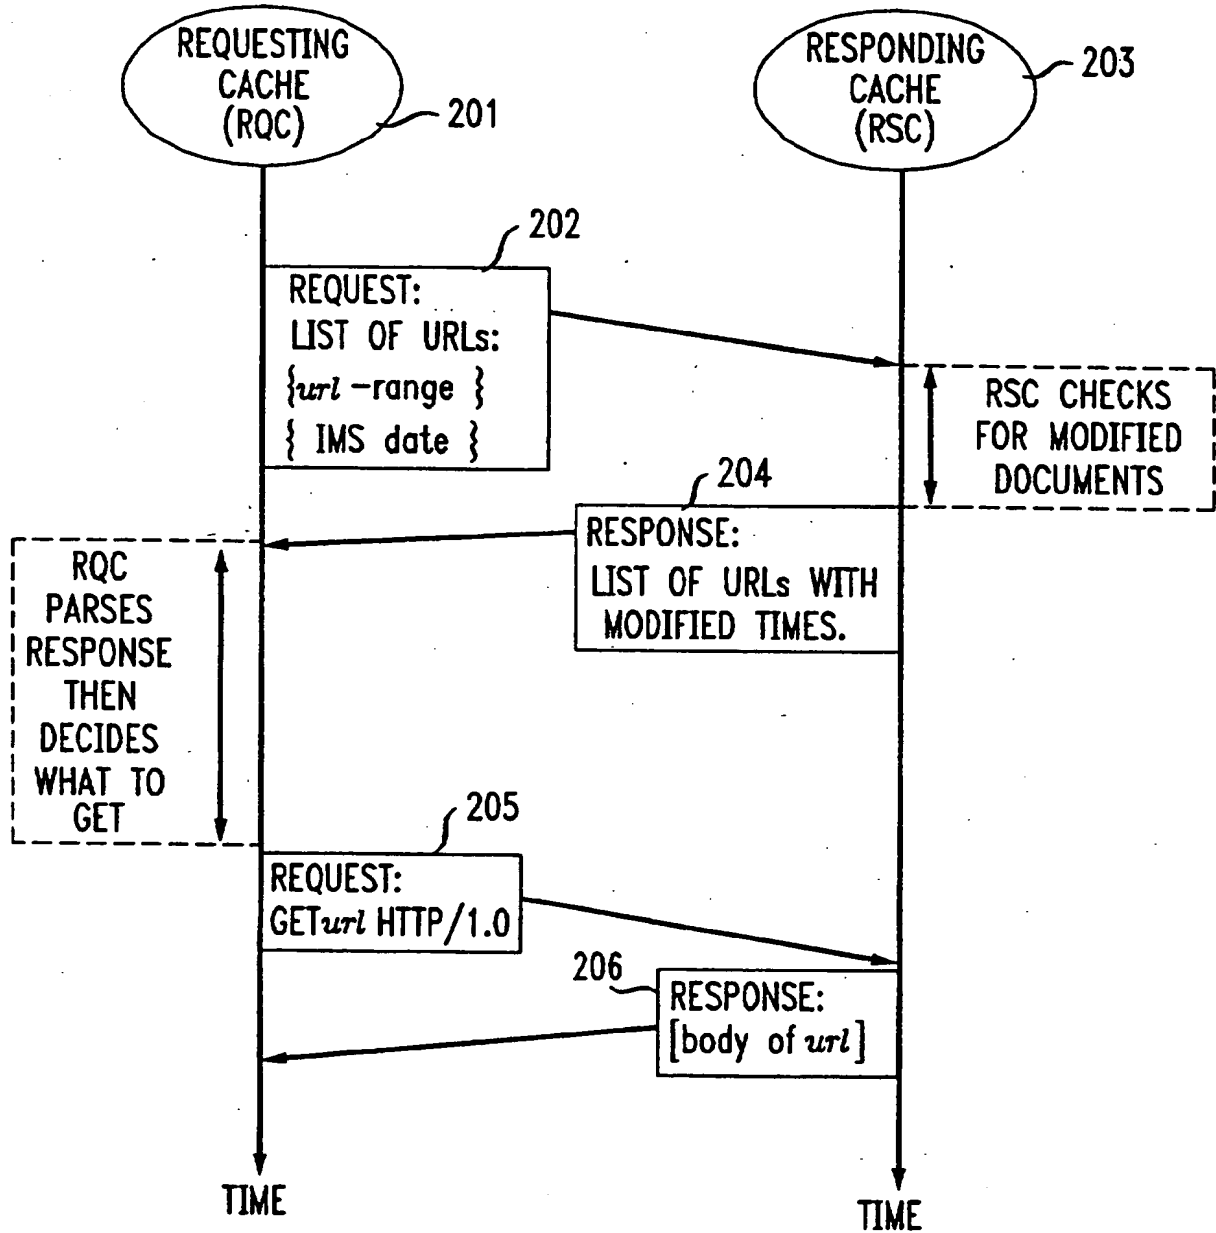 REQUESTING
CACHE
(RQC)
201
RESPONDING
CACHE
(RSC)
203
202
REQUEST:
LIST OF URLs:
{url -range }
{ IMS date }
RSC CHECKS
FOR MODIFIED
DOCUMENTS
204
RESPONSE:
LIST OF URLs WITH
MODIFIED TIMES.
RQC
PARSES
RESPONSE
THEN
DECIDES
WHAT TO
GET
205
REQUEST:
GET url HTTP/1.0
206
RESPONSE:
[body of url]
TIME
TIME